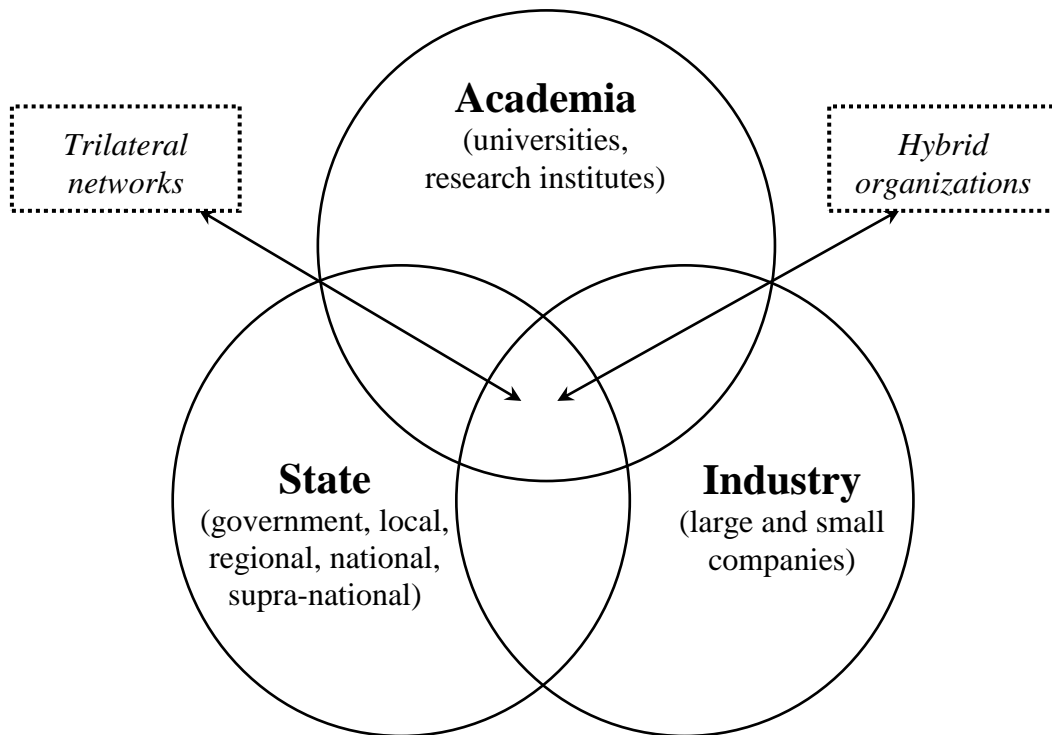 Academia
(universities,
research institutes)
Trilateral
networks
Hybrid
organizations
State
(government, local,
regional, national,
supra-national)
Industry
(large and small
companies)